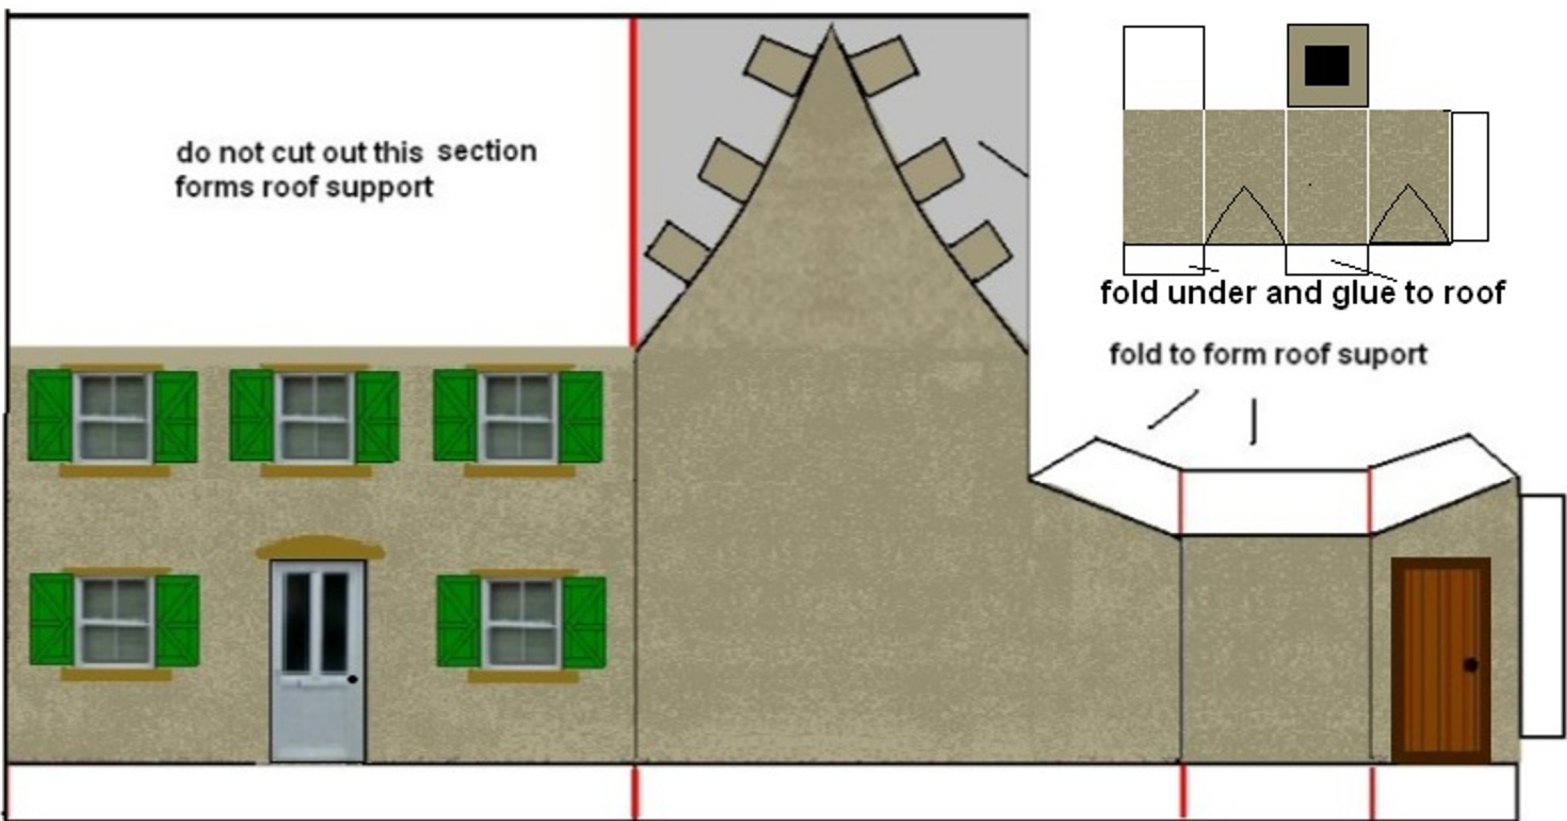 do not cut out this section
forms roof support
fold under and glue to roof
fold to form roof suport